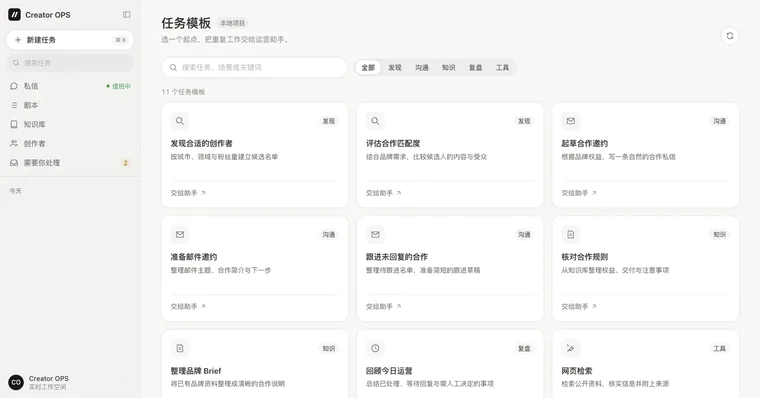 Creator OPS
新建任务
⌘ K
搜索任务
私信
值班中
剧本
知识库
创作者
需要你处理
2
今天
CO
Creator OPS
实时工作空间
任务模板
本地项目
选一个起点，把重复工作交给运营助手。
搜索任务、场景或关键词
全部
发现
沟通
知识
复盘
工具
11 个任务模板
发现
发现合适的创作者
按城市、领域与粉丝量建立候选名单
交给助手
发现
评估合作匹配度
结合品牌需求，比较候选人的内容与受众
交给助手
沟通
起草合作邀约
根据品牌权益，写一条自然的合作私信
交给助手
沟通
准备邮件邀约
整理邮件主题、合作简介与下一步
交给助手
沟通
跟进未回复的合作
整理待跟进名单，准备简短的跟进草稿
交给助手
知识
核对合作规则
从知识库整理权益、交付与注意事项
交给助手
知识
整理品牌 Brief
将已有品牌资料整理成清晰的合作说明
复盘
回顾今日运营
总结已处理、等待回复与需人工决定的事项
工具
网页检索
检索公开资料，核实信息并附上来源